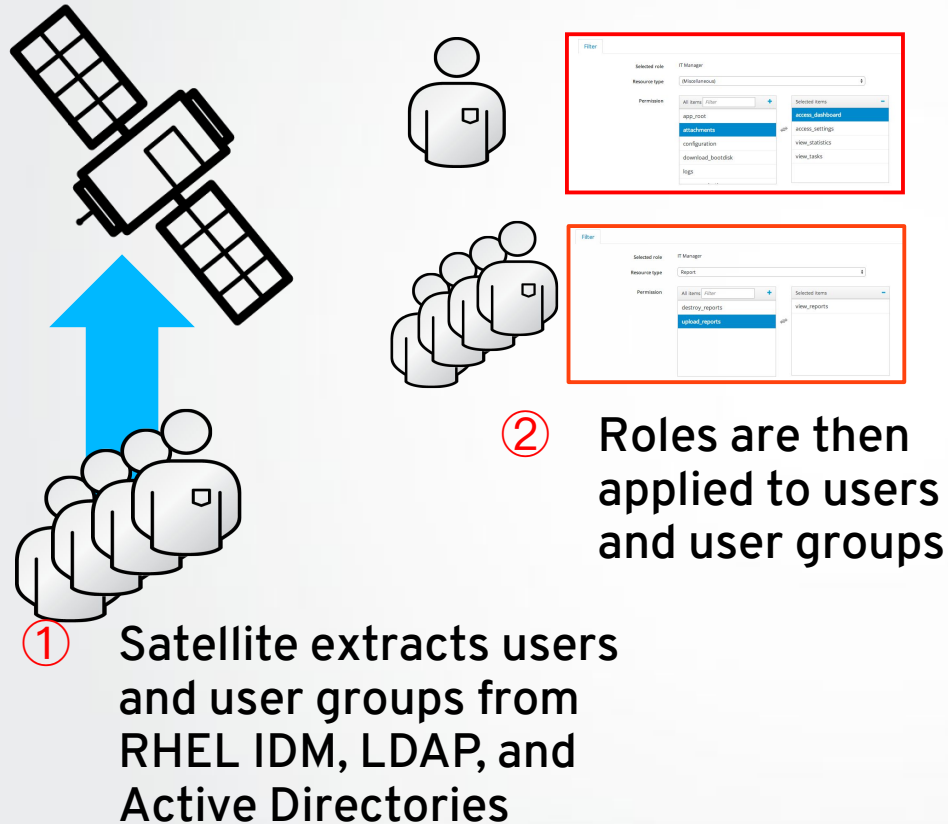 Filter
Selected role IT Manager
Resource type (Miscellaneous)
Permission All items Filter + Selected items −
app_root access_dashboard
attachments access_settings
configuration view_statistics
download_bootdisk view_tasks
logs
Filter
Selected role IT Manager
Resource type Report
Permission All items Filter + Selected items −
destroy_reports view_reports
upload_reports
② Roles are then
applied to users
and user groups
① Satellite extracts users
and user groups from
RHEL IDM, LDAP, and
Active Directories